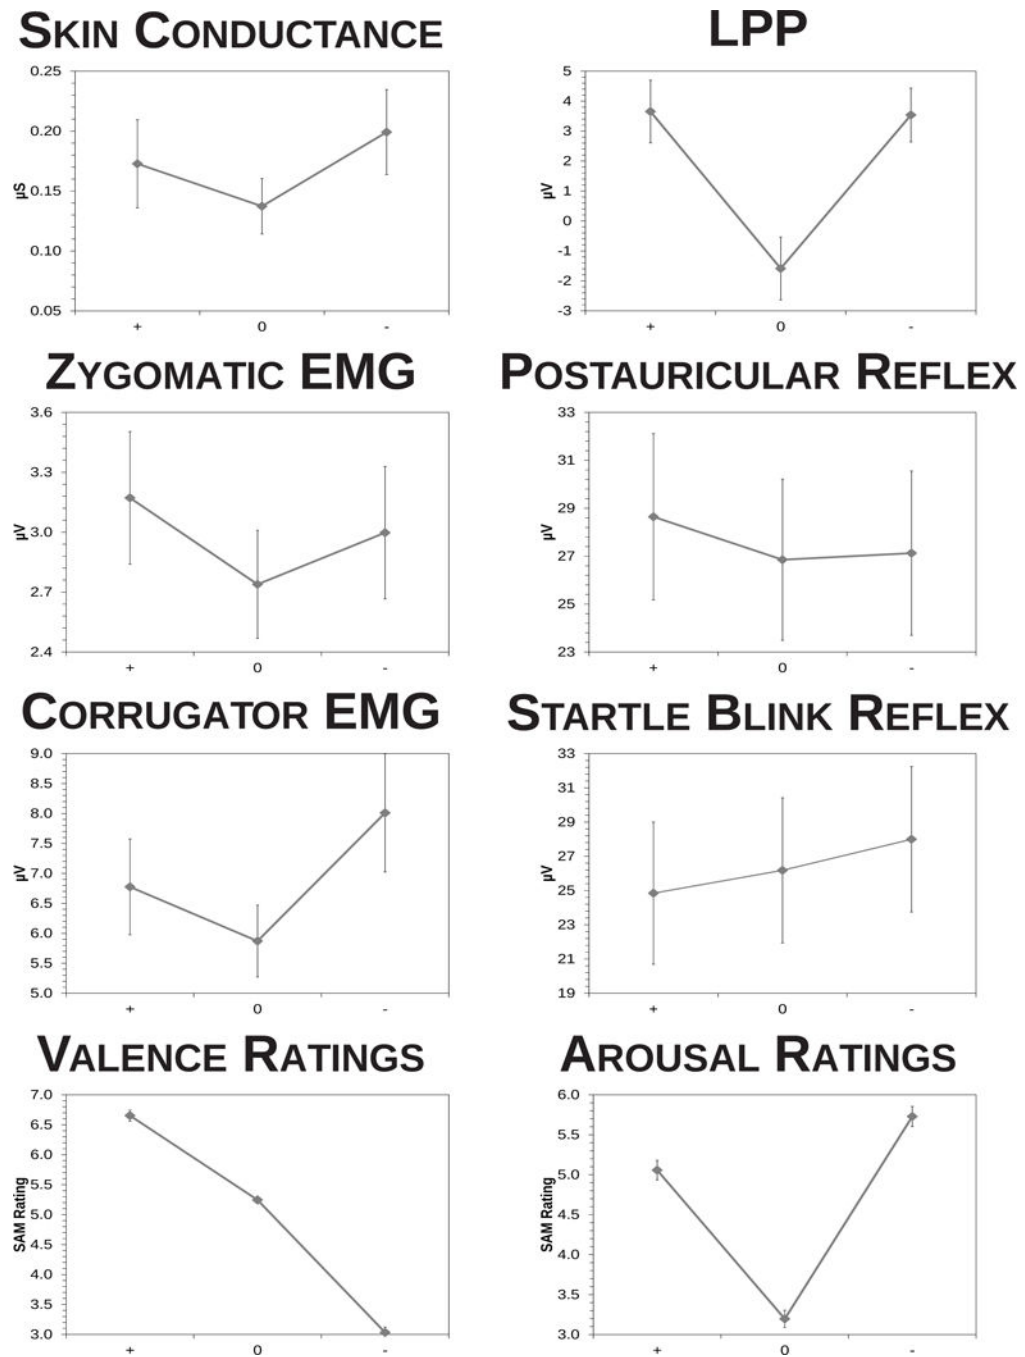 SKIN CONDUCTANCE
0.25
0.20
0.15
0.10
0.05
µS
+ 0 -
LPP
5
4
3
2
1
0
-1
-2
-3
µV
+ 0 -
ZYGOMATIC EMG
3.6
3.3
3.0
2.7
2.4
µV
+ 0 -
POSTAURICULAR REFLEX
33
31
29
27
25
23
µV
+ 0 -
CORRUGATOR EMG
9.0
8.5
8.0
7.5
7.0
6.5
6.0
5.5
5.0
µV
+ 0 -
STARTLE BLINK REFLEX
33
31
29
27
25
23
21
19
µV
+ 0 -
VALENCE RATINGS
7.0
6.5
6.0
5.5
5.0
4.5
4.0
3.5
3.0
SAM Rating
+ 0 -
AROUSAL RATINGS
6.0
5.5
5.0
4.5
4.0
3.5
3.0
SAM Rating
+ 0 -